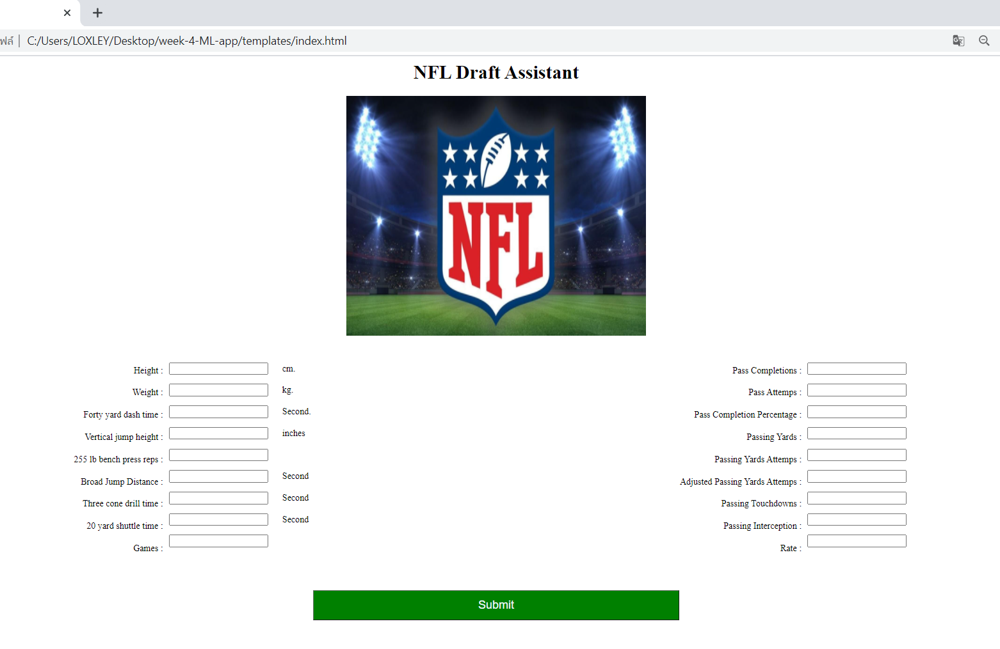 ฟล์ | C:/Users/LOXLEY/Desktop/week-4-ML-app/templates/index.html
NFL Draft Assistant
NFL
Height : cm.
Weight : kg.
Forty yard dash time : Second.
Vertical jump height : inches
255 lb bench press reps :
Broad Jump Distance : Second
Three cone drill time : Second
20 yard shuttle time : Second
Games :
Pass Completions :
Pass Attemps :
Pass Completion Percentage :
Passing Yards :
Passing Yards Attemps :
Adjusted Passing Yards Attemps :
Passing Touchdowns :
Passing Interception :
Rate :
Submit